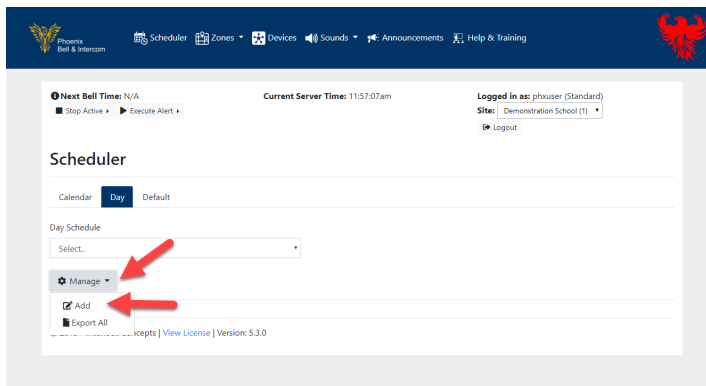 Phoenix
Bell & Intercom
Scheduler Zones Devices Sounds Announcements Help & Training
Next Bell Time: N/A
Current Server Time: 11:57:07am
Logged in as: phxuser (Standard)
Stop Active Execute Alert
Site: Demonstration School (1)
Logout
Scheduler
Calendar Day Default
Day Schedule
Select..
Manage
Add
Export All
Concepts | View License | Version: 5.3.0